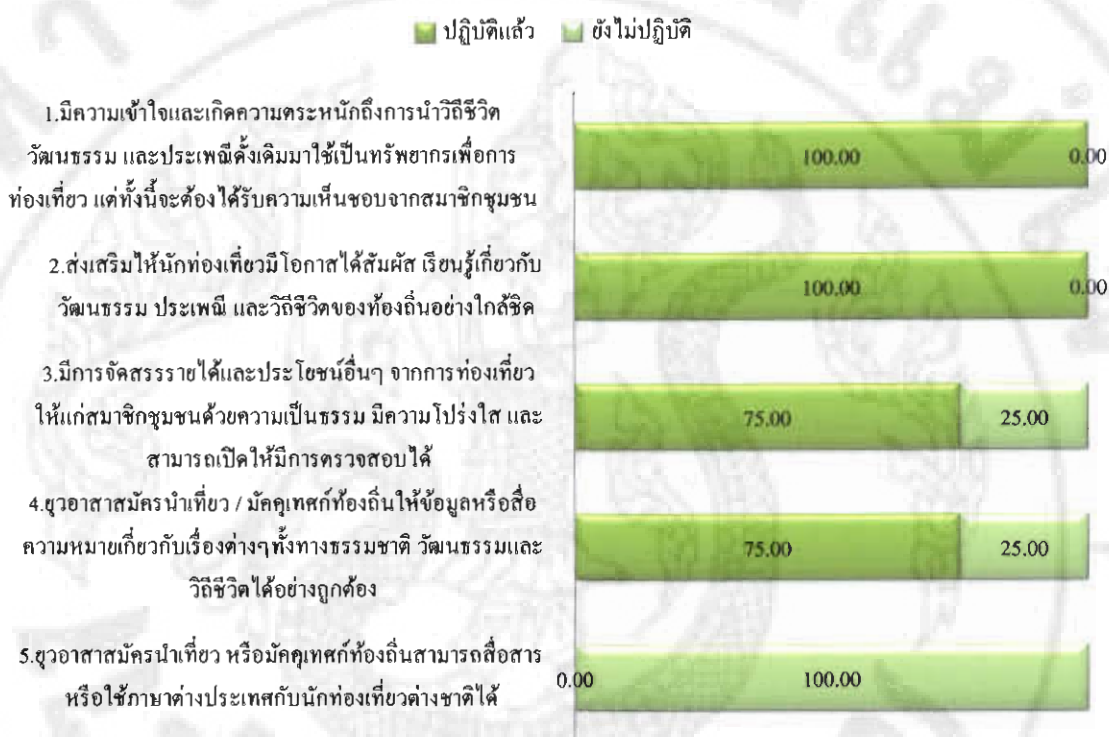 ปฏิบัติแล้ว ยังไม่ปฏิบัติ
1.มีความเข้าใจและเกิดความตระหนักถึงการนำวิถีชีวิต
วัฒนธรรม และประเพณีดั้งเดิมมาใช้เป็นทรัพยากรเพื่อการ
ท่องเที่ยว แต่ทั้งนี้จะต้องได้รับความเห็นชอบจากสมาชิกชุมชน
100.00 0.00
2.ส่งเสริมให้นักท่องเที่ยวมีโอกาสได้สัมผัส เรียนรู้เกี่ยวกับ
วัฒนธรรม ประเพณี และวิถีชีวิตของท้องถิ่นอย่างใกล้ชิด
100.00 0.00
3.มีการจัดสรรรายได้และประโยชน์อื่นๆ จากการท่องเที่ยว
ให้แก่สมาชิกชุมชนด้วยความเป็นธรรม มีความโปร่งใส และ
สามารถเปิดให้มีการตรวจสอบได้
75.00 25.00
4.ยุวอาสาสมัครนำเที่ยว / มัคคุเทศก์ท้องถิ่นให้ข้อมูลหรือสื่อ
ความหมายเกี่ยวกับเรื่องต่างๆทั้งทางธรรมชาติ วัฒนธรรมและ
วิถีชีวิตได้อย่างถูกต้อง
75.00 25.00
5.ยุวอาสาสมัครนำเที่ยว หรือมัคคุเทศก์ท้องถิ่นสามารถสื่อสาร
หรือใช้ภาษาต่างประเทศกับนักท่องเที่ยวต่างชาติได้
0.00 100.00